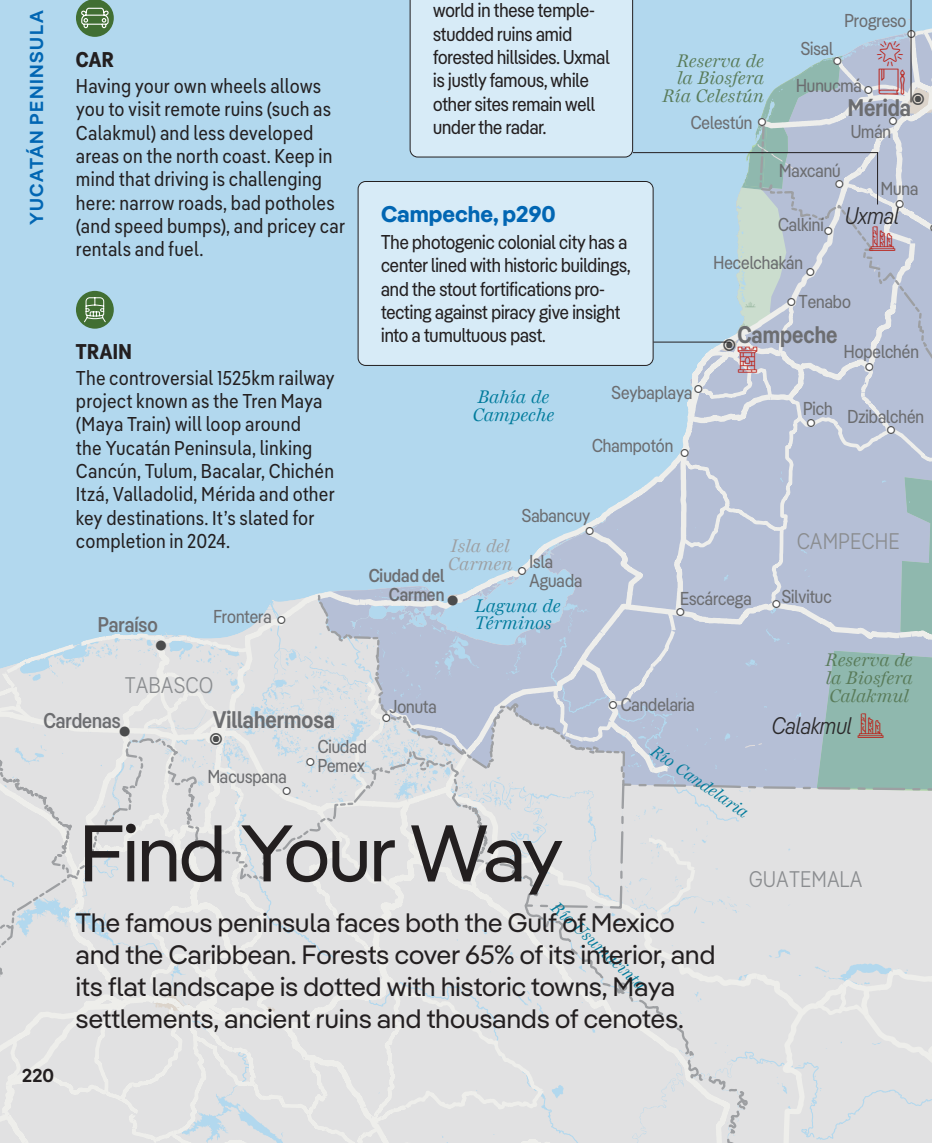 YUCATÁN PENINSULA
CAR
Having your own wheels allows
you to visit remote ruins (such as
Calakmul) and less developed
areas on the north coast. Keep in
mind that driving is challenging
here: narrow roads, bad potholes
(and speed bumps), and pricey car
rentals and fuel.
TRAIN
The controversial 1525km railway
project known as the Tren Maya
(Maya Train) will loop around
the Yucatán Peninsula, linking
Cancún, Tulum, Bacalar, Chichén
Itzá, Valladolid, Mérida and other
key destinations. It's slated for
completion in 2024.
world in these temple-
studded ruins amid
forested hillsides. Uxmal
is justly famous, while
other sites remain well
under the radar.
Campeche, p290
The photogenic colonial city has a
center lined with historic buildings,
and the stout fortifications pro-
tecting against piracy give insight
into a tumultuous past.
Progreso
Sisal
Reserva de
la Biosfera
Ría Celestún
Hunucmá
Mérida
Celestún
Umán
Maxcanú
Muna
Uxmal
Calkiní
Hecelchakán
Tenabo
Campeche
Hopelchén
Seybaplaya
Bahía de
Campeche
Pich
Dzibalchén
Champotón
Sabancuy
CAMPECHE
Isla del
Carmen
Isla
Aguada
Ciudad del
Carmen
Laguna de
Términos
Escárcega
Silvituc
Frontera
Paraíso
Reserva de
la Biosfera
Calakmul
TABASCO
Jonuta
Candelaria
Calakmul
Cardenas
Villahermosa
Ciudad
Pemex
Macuspana
Río Candelaria
GUATEMALA
Río Usumacinta
Find Your Way
The famous peninsula faces both the Gulf of Mexico
and the Caribbean. Forests cover 65% of its interior, and
its flat landscape is dotted with historic towns, Maya
settlements, ancient ruins and thousands of cenotes.
220